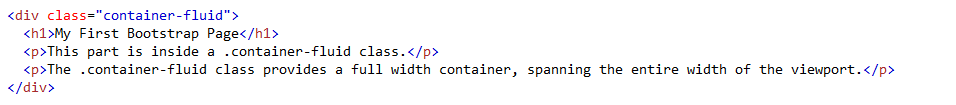 <div class="container-fluid">
  <h1>My First Bootstrap Page</h1>
  <p>This part is inside a .container-fluid class.</p>
  <p>The .container-fluid class provides a full width container, spanning the entire width of the viewport.</p>
</div>